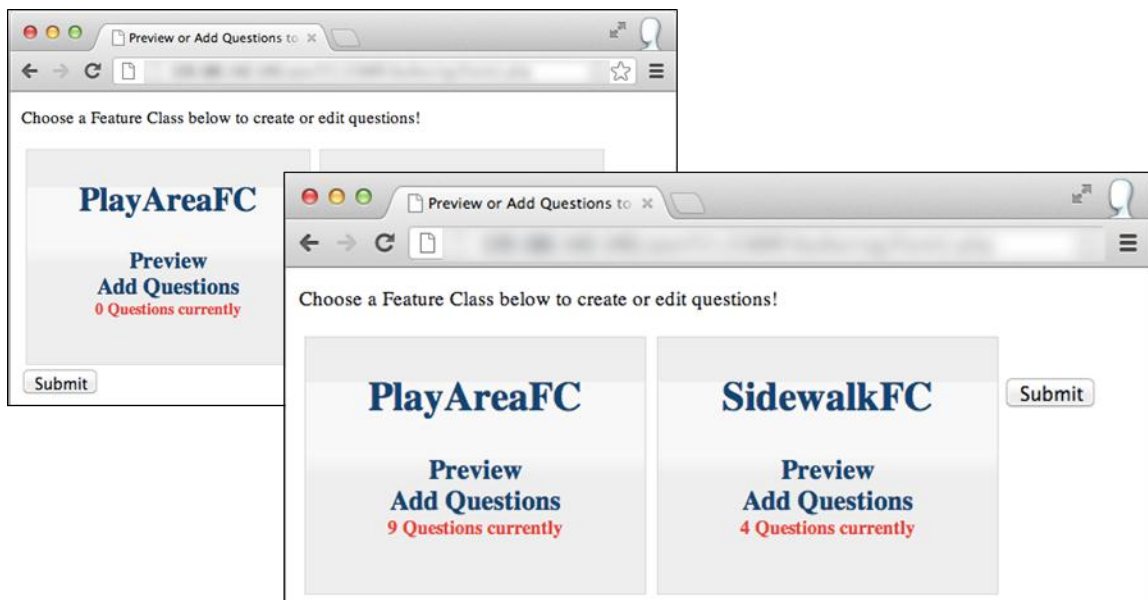 Preview or Add Questions to
Choose a Feature Class below to create or edit questions!
PlayAreaFC
Preview
Add Questions
0 Questions currently
Submit
Preview or Add Questions to
Choose a Feature Class below to create or edit questions!
PlayAreaFC
Preview
Add Questions
9 Questions currently
SidewalkFC
Preview
Add Questions
4 Questions currently
Submit